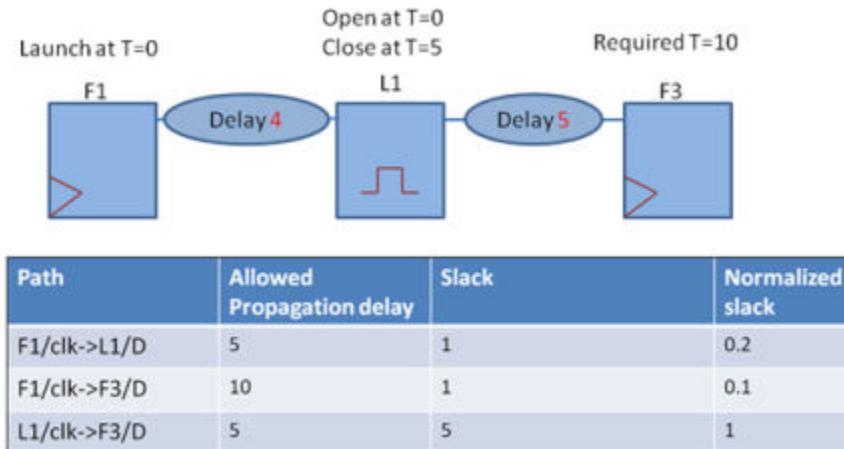 Open at T=0
Launch at T=0
Close at T=5
Required T=10
F1
L1
F3
Delay 4
Delay 5
Path Allowed Propagation delay Slack Normalized slack
F1/clk->L1/D 5 1 0.2
F1/clk->F3/D 10 1 0.1
L1/clk->F3/D 5 5 1